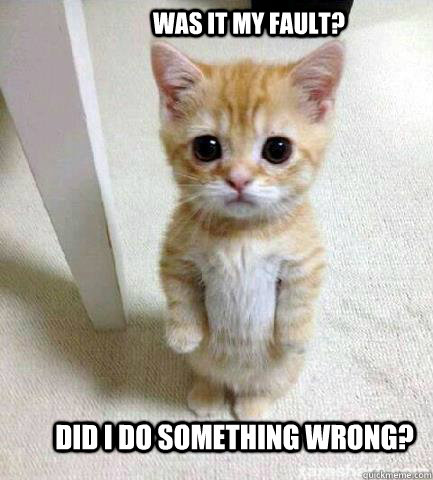 WAS IT MY FAULT?
DID I DO SOMETHING WRONG?
quickmeme.com